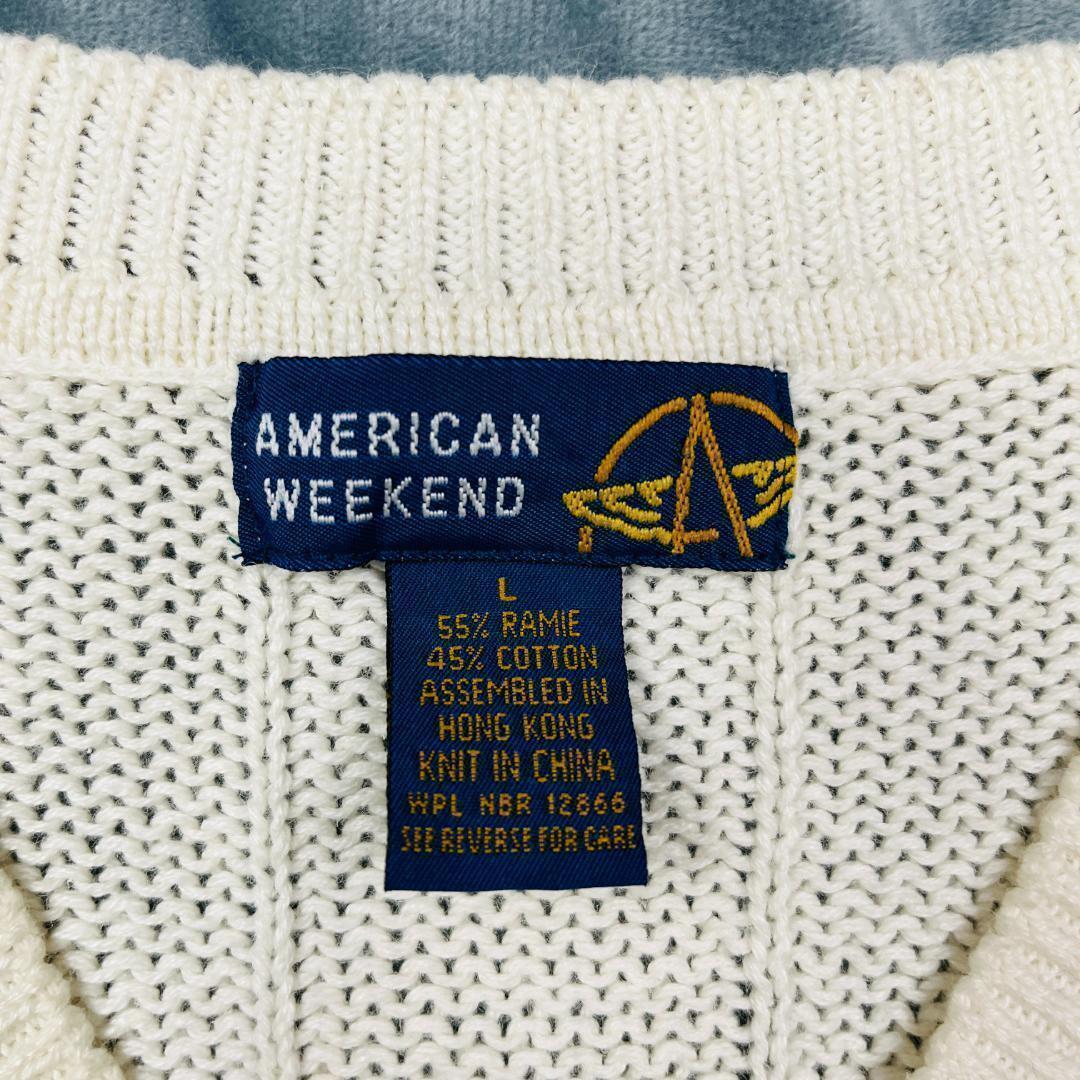 AMERICAN
WEEKEND
L
55% RAMIE
45% COTTON
ASSEMBLED IN
HONG KONG
KNIT IN CHINA
WPL NBR 12866
SEE REVERSE FOR CARE